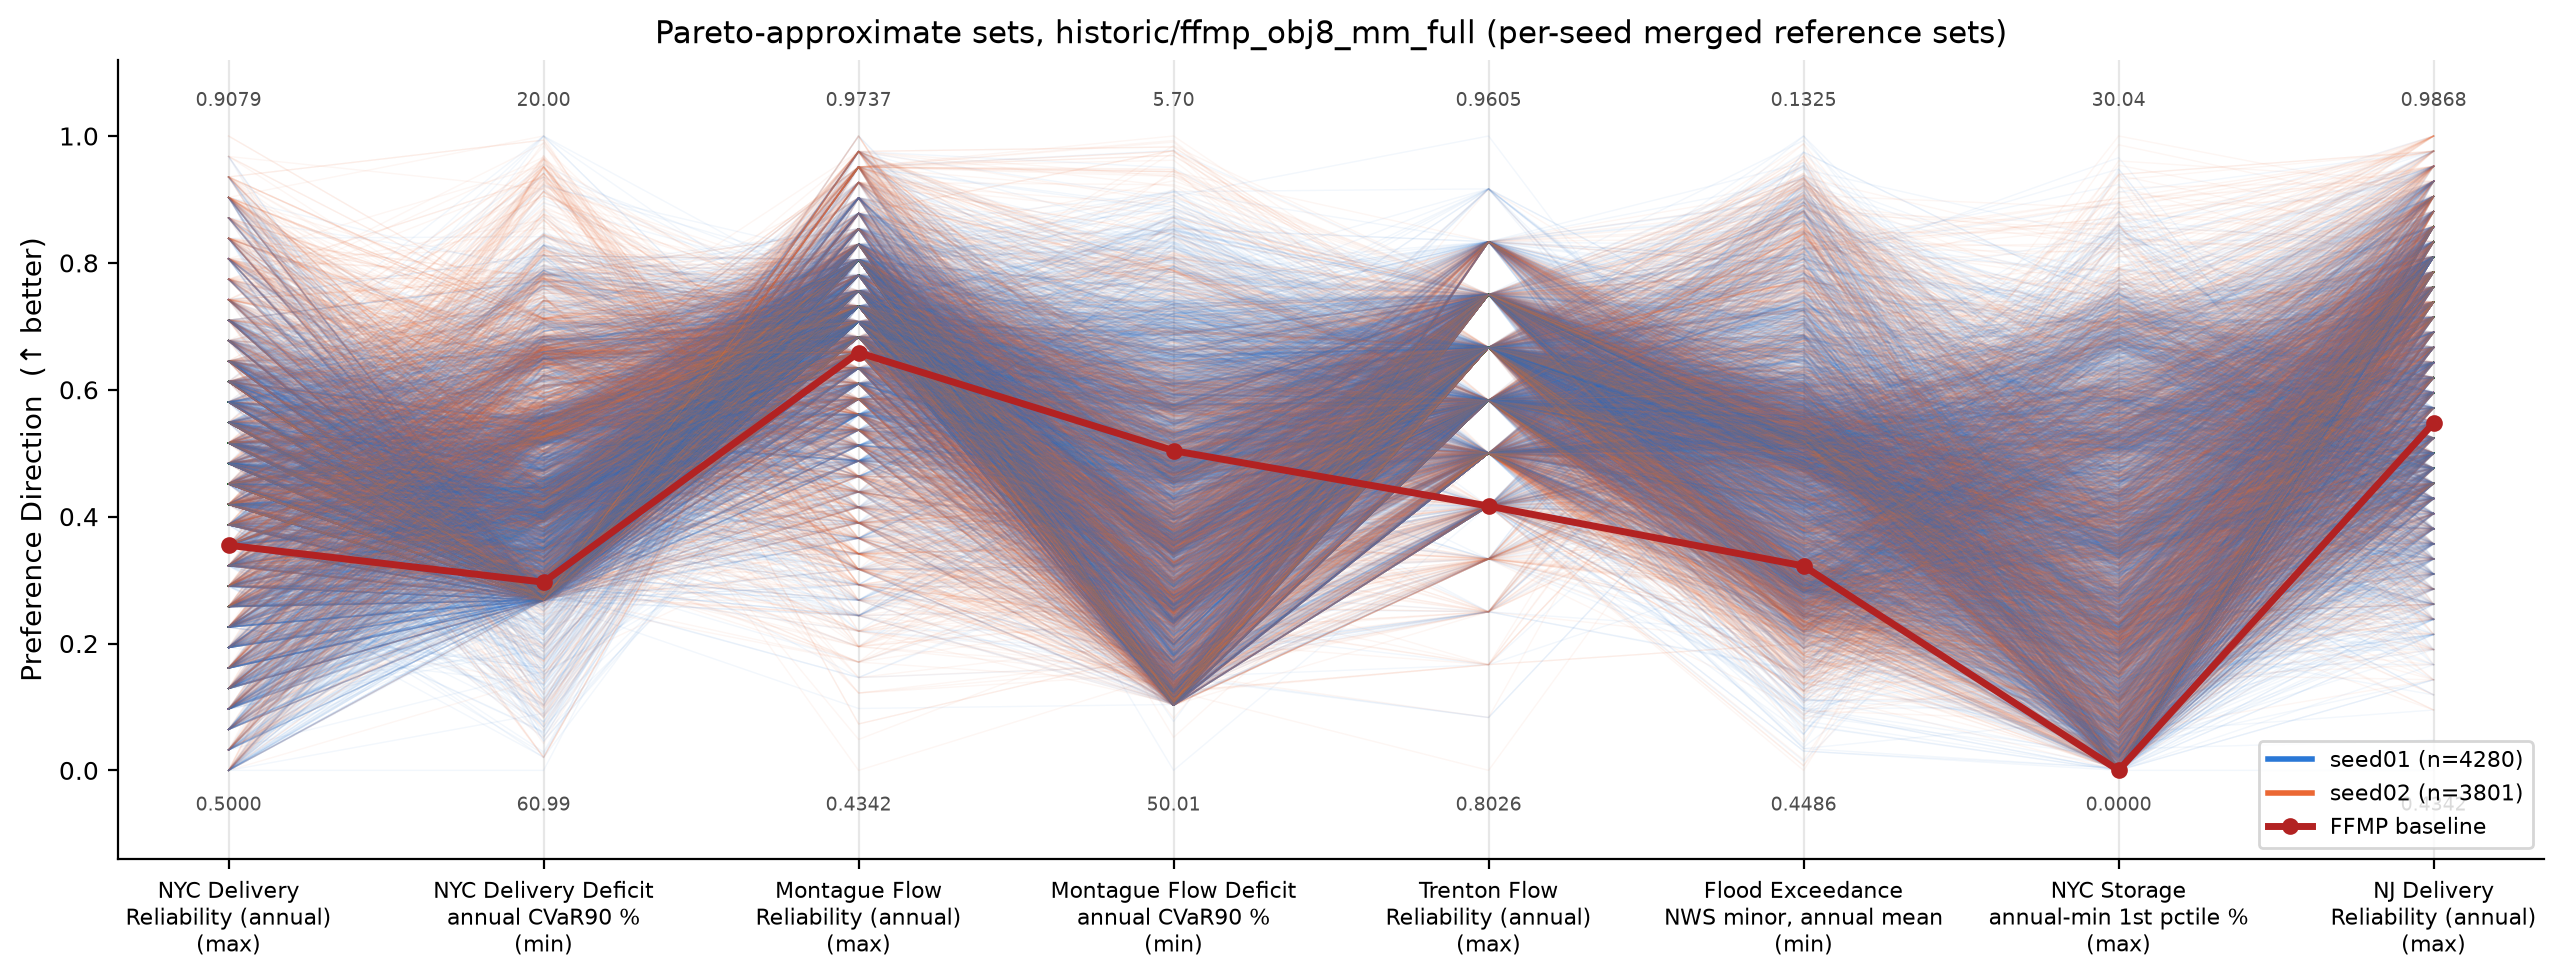 Pareto-approximate sets, historic/ffmp_obj8_mm_full (per-seed merged reference sets)
0.9079 20.00 0.9737 5.70 0.9605 0.1325 30.04 0.9868
1.0
0.8
0.6
0.4
0.2
0.0
Preference Direction (↑ better)
0.5000 60.99 0.4342 50.01 0.8026 0.4486 0.0000 0.4342
seed01 (n=4280)
seed02 (n=3801)
FFMP baseline
NYC Delivery
Reliability (annual)
(max)
NYC Delivery Deficit
annual CVaR90 %
(min)
Montague Flow
Reliability (annual)
(max)
Montague Flow Deficit
annual CVaR90 %
(min)
Trenton Flow
Reliability (annual)
(max)
Flood Exceedance
NWS minor, annual mean
(min)
NYC Storage
annual-min 1st pctile %
(max)
NJ Delivery
Reliability (annual)
(max)